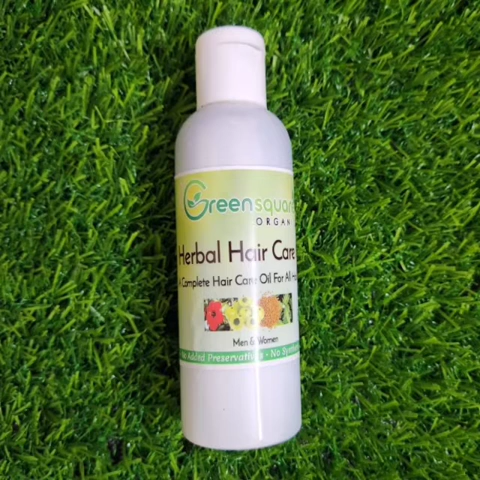 Greensquar
ORGAN
Herbal Hair Care
A Complete Hair Care Oil For All
Men & Women
No Added Preservatives - No Synth